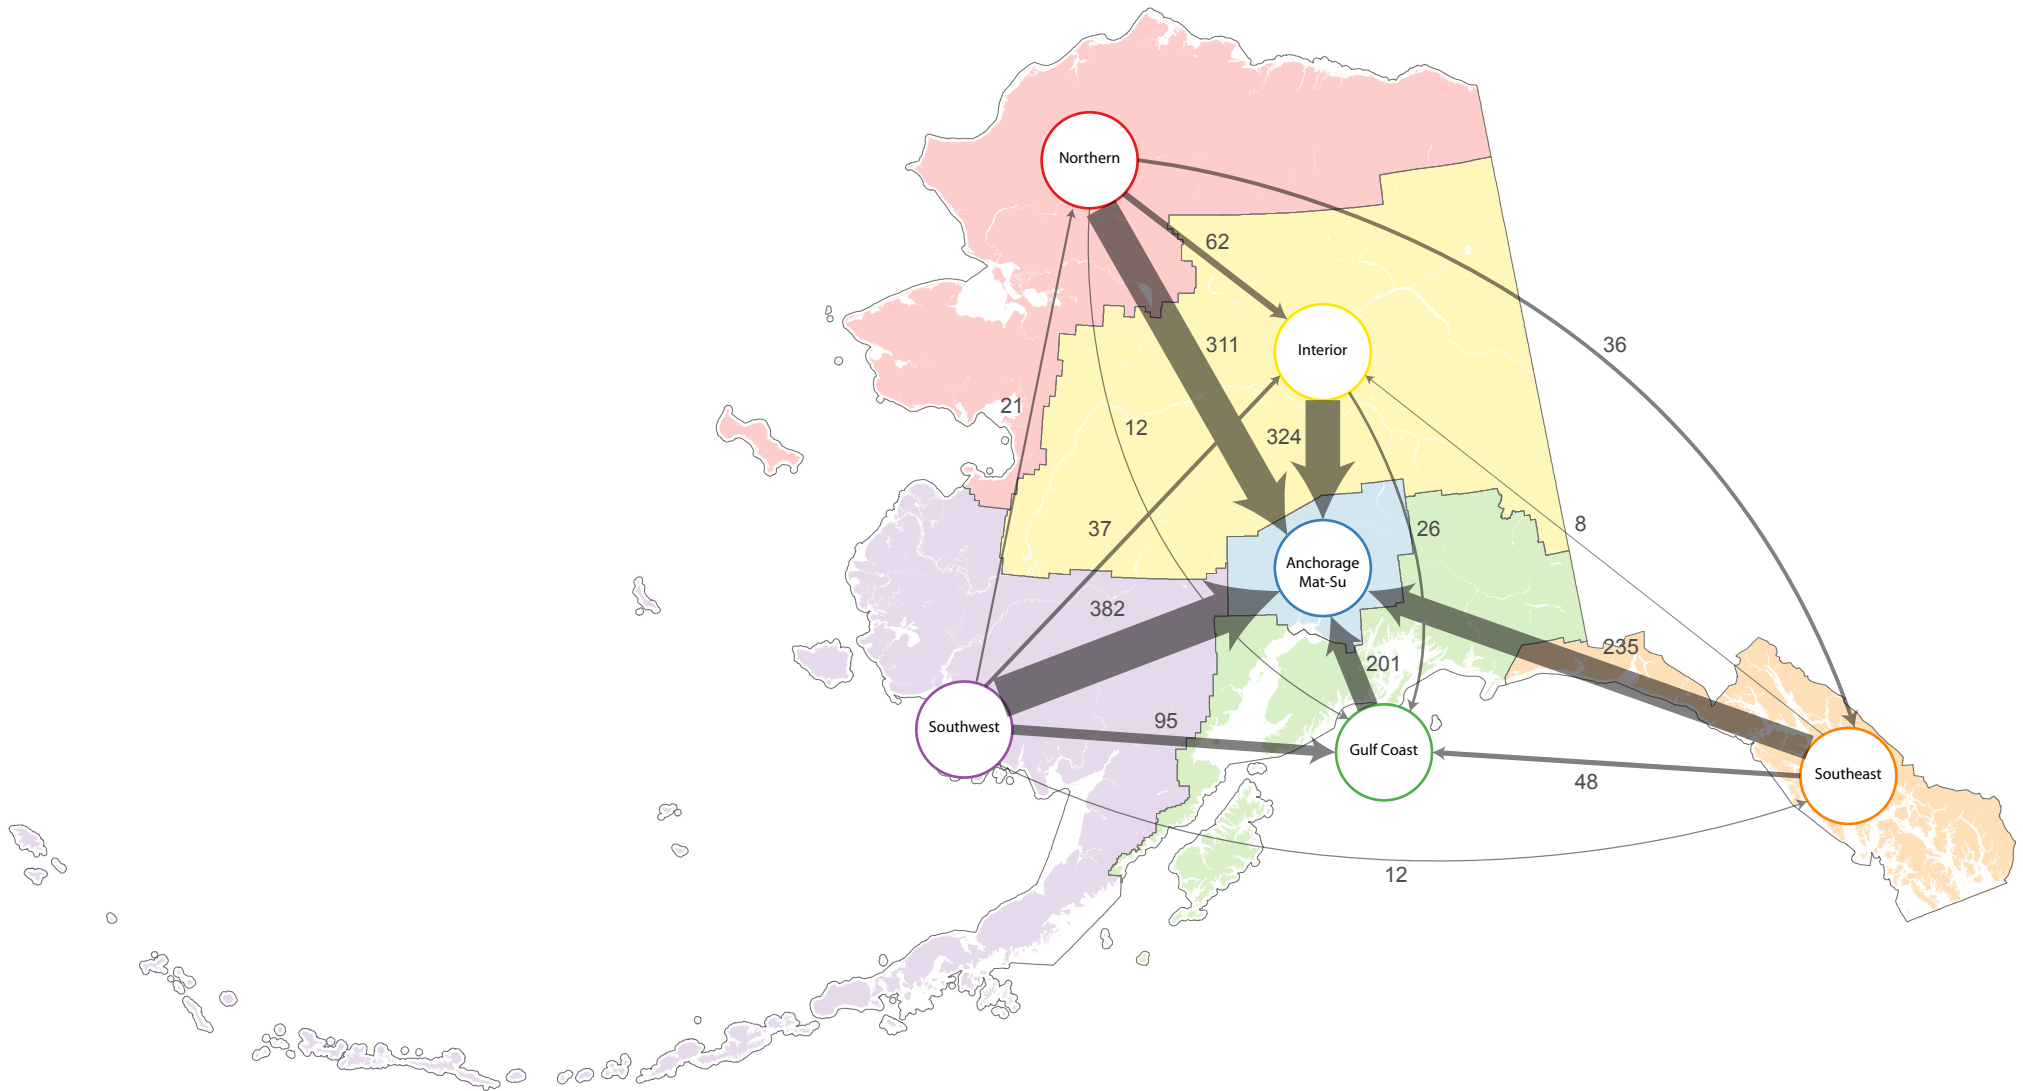 Northern
62
311
Interior
36
21
12
324
37
26
8
Anchorage
Mat-Su
382
235
201
95
Southwest
Gulf Coast
48
Southeast
12